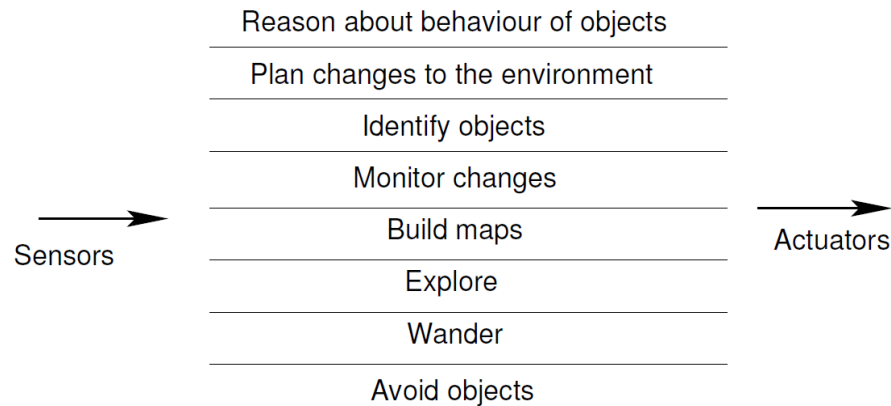 Reason about behaviour of objects
Plan changes to the environment
Identify objects
Monitor changes
Sensors
Build maps
Actuators
Explore
Wander
Avoid objects